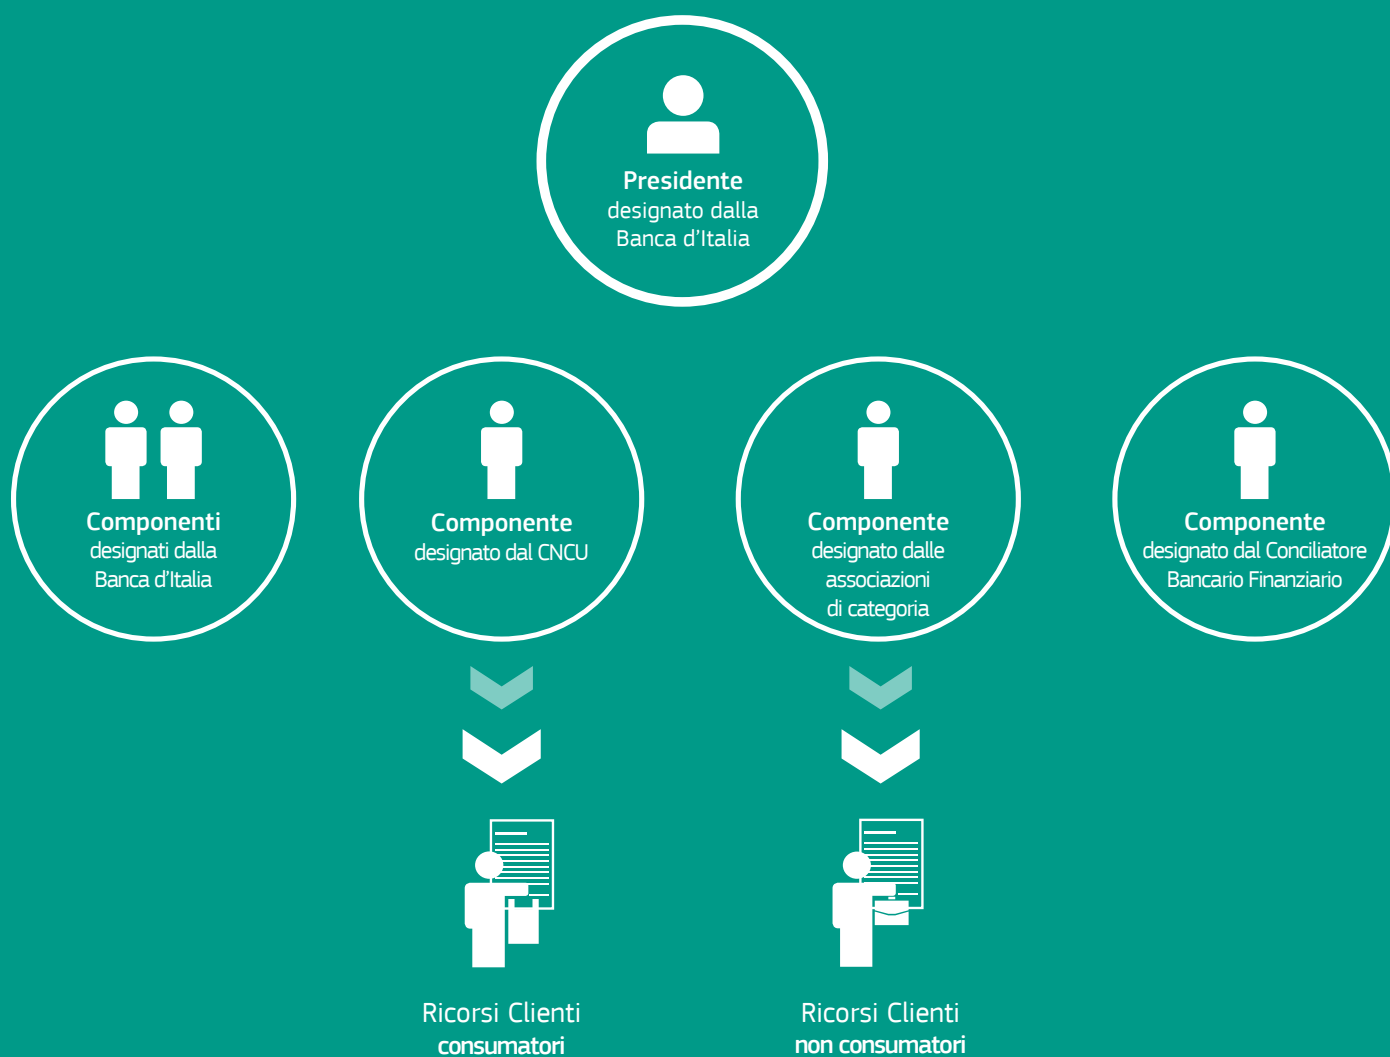 Presidente
designato dalla
Banca d'Italia
Componenti
designati dalla
Banca d'Italia
Componente
designato dal CNCU
Componente
designato dalle
associazioni
di categoria
Componente
designato dal Conciliatore
Bancario Finanziario
Ricorsi Clienti
consumatori
Ricorsi Clienti
non consumatori